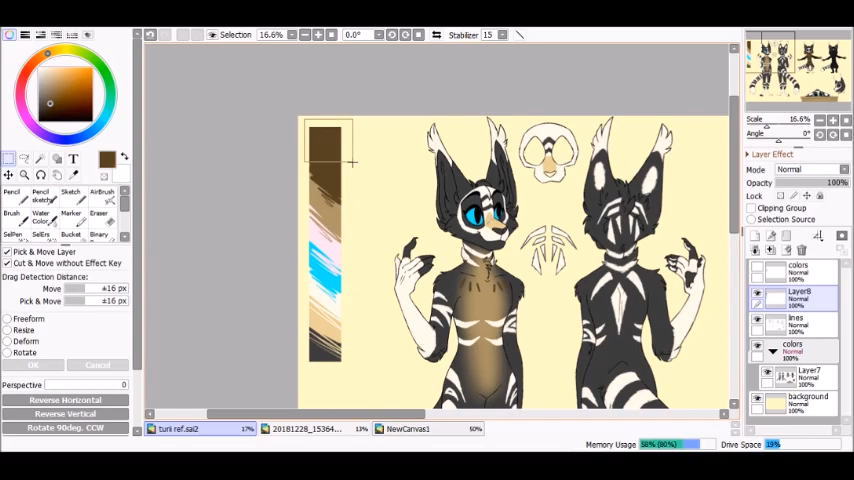 Selection 16.6% 0.0° Stabilizer 15
T
Pencil Pencil sketchy Sketch AirBrush
Brush Water Color Marker Eraser
SelPen SelErs Bucket Binary
Pick & Move Layer
Cut & Move without Effect Key
Drag Detection Distance:
Move ±16 px
Pick & Move ±16 px
Freeform
Resize
Deform
Rotate
OK Cancel
Perspective 0
Reverse Horizontal
Reverse Vertical
Rotate 90deg. CCW
Scale 16.6%
Angle 0°
Layer Effect
Mode Normal
Opacity 100%
Lock
Clipping Group
Selection Source
colors
Normal
100%
Layer8
Normal
100%
lines
Normal
100%
colors
Normal
100%
Layer7
Normal
100%
background
Normal
100%
turii ref.sai2 17% 20181228_15364... 13% NewCanvas1 50%
Memory Usage 58% (80%) Drive Space 19%